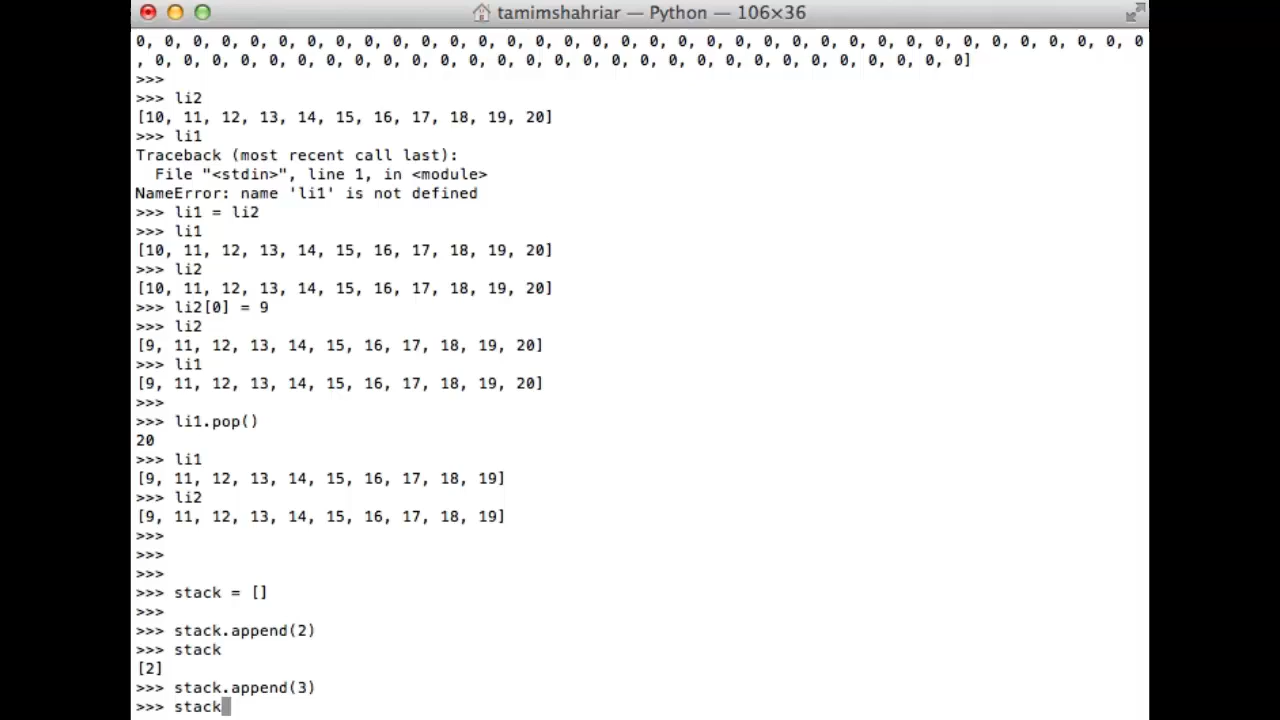 tamimshahriar — Python — 106×36
0, 0, 0, 0, 0, 0, 0, 0, 0, 0, 0, 0, 0, 0, 0, 0, 0, 0, 0, 0, 0, 0, 0, 0, 0, 0, 0, 0, 0, 0, 0, 0, 0, 0, 0, 0
, 0, 0, 0, 0, 0, 0, 0, 0, 0, 0, 0, 0, 0, 0, 0, 0, 0, 0, 0, 0, 0, 0, 0, 0, 0, 0, 0, 0, 0]
>>>
>>> li2
[10, 11, 12, 13, 14, 15, 16, 17, 18, 19, 20]
>>> li1
Traceback (most recent call last):
  File "<stdin>", line 1, in <module>
NameError: name 'li1' is not defined
>>> li1 = li2
>>> li1
[10, 11, 12, 13, 14, 15, 16, 17, 18, 19, 20]
>>> li2
[10, 11, 12, 13, 14, 15, 16, 17, 18, 19, 20]
>>> li2[0] = 9
>>> li2
[9, 11, 12, 13, 14, 15, 16, 17, 18, 19, 20]
>>> li1
[9, 11, 12, 13, 14, 15, 16, 17, 18, 19, 20]
>>>
>>> li1.pop()
20
>>> li1
[9, 11, 12, 13, 14, 15, 16, 17, 18, 19]
>>> li2
[9, 11, 12, 13, 14, 15, 16, 17, 18, 19]
>>>
>>>
>>>
>>> stack = []
>>>
>>> stack.append(2)
>>> stack
[2]
>>> stack.append(3)
>>> stack